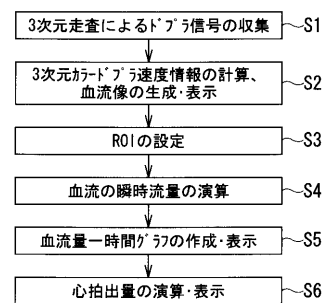 3次元走査によるﾄﾞﾌﾟﾗ信号の収集
S1
3次元ｶﾗｰﾄﾞﾌﾟﾗ速度情報の計算、
血流像の生成･表示
S2
ROIの設定
S3
血流の瞬時流量の演算
S4
血流量ー時間ｸﾞﾗﾌの作成･表示
S5
心拍出量の演算･表示
S6